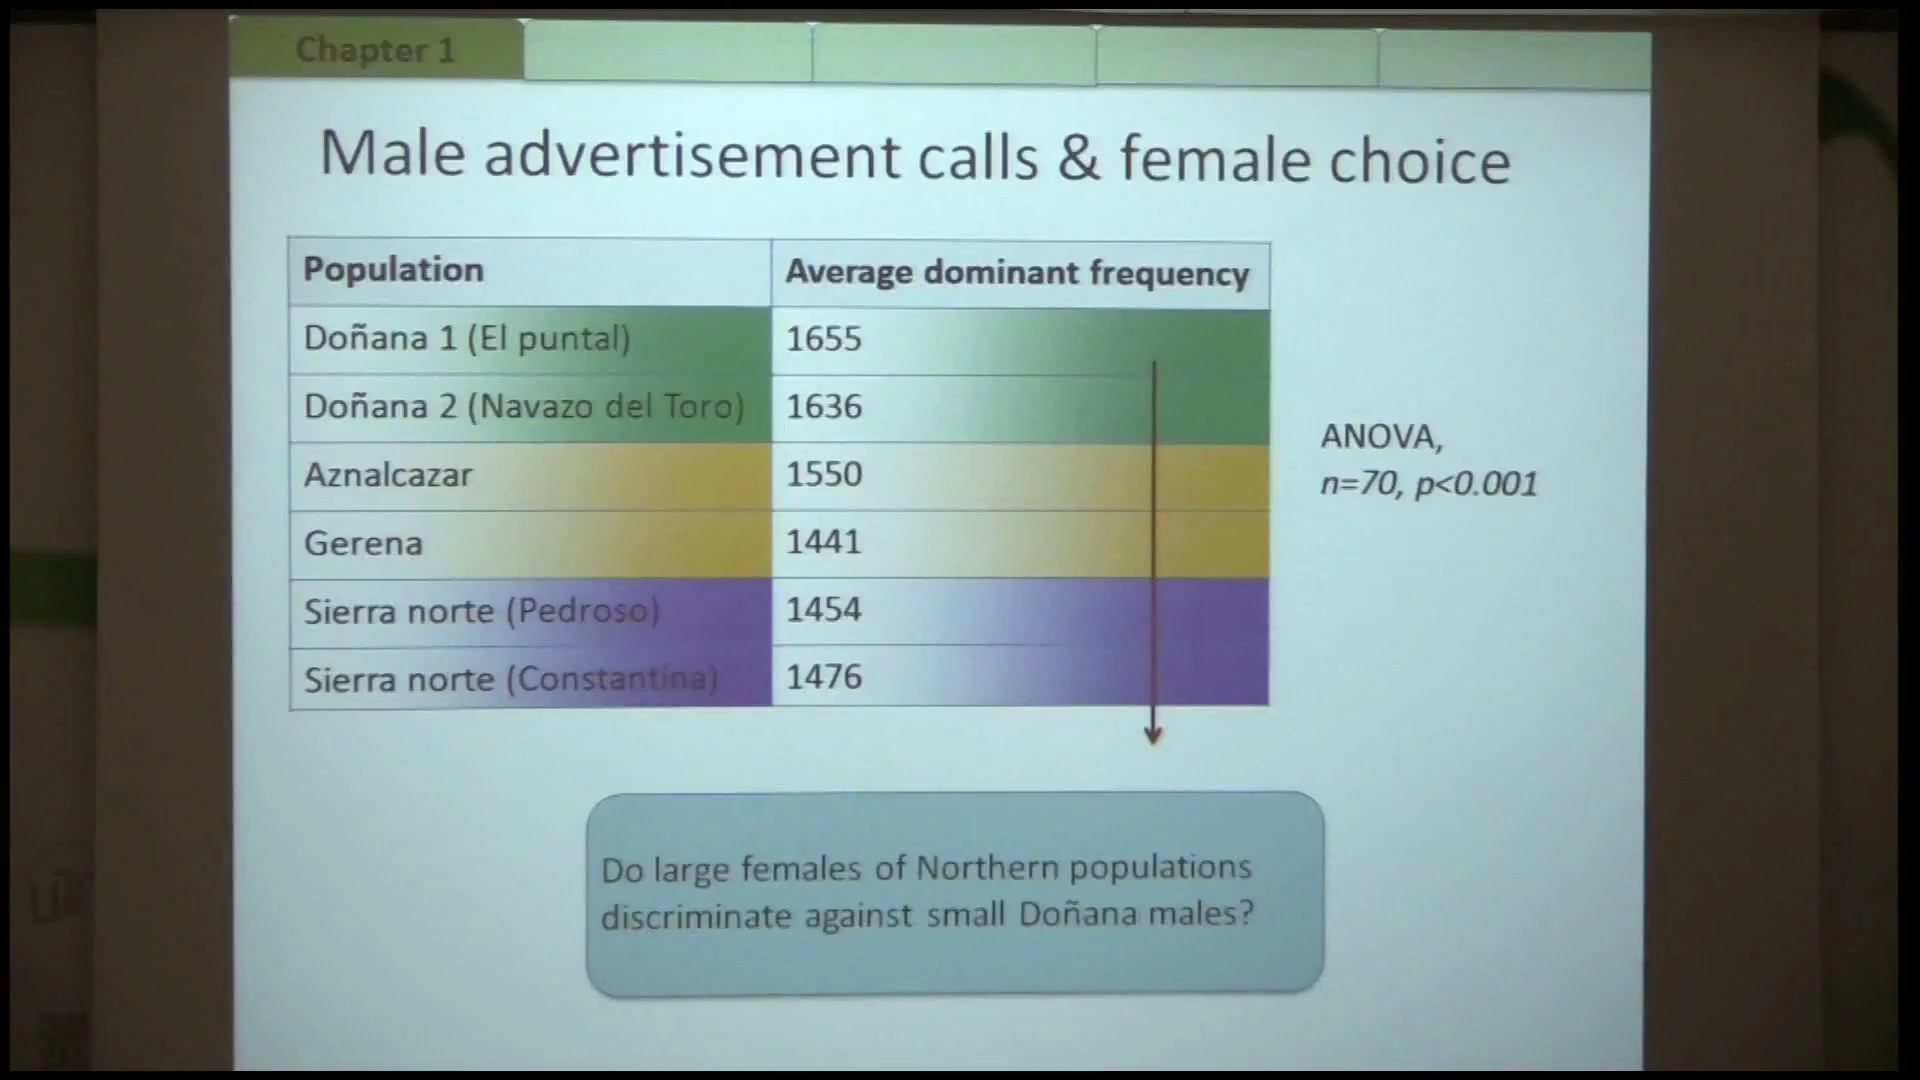 Chapter 1
Male advertisement calls & female choice
Population Average dominant frequency
Doñana 1 (El puntal) 1655
Doñana 2 (Navazo del Toro) 1636
Aznalcazar 1550
Gerena 1441
Sierra norte (Pedroso) 1454
Sierra norte (Constantina) 1476
ANOVA,
n=70, p<0.001
Do large females of Northern populations
discriminate against small Doñana males?